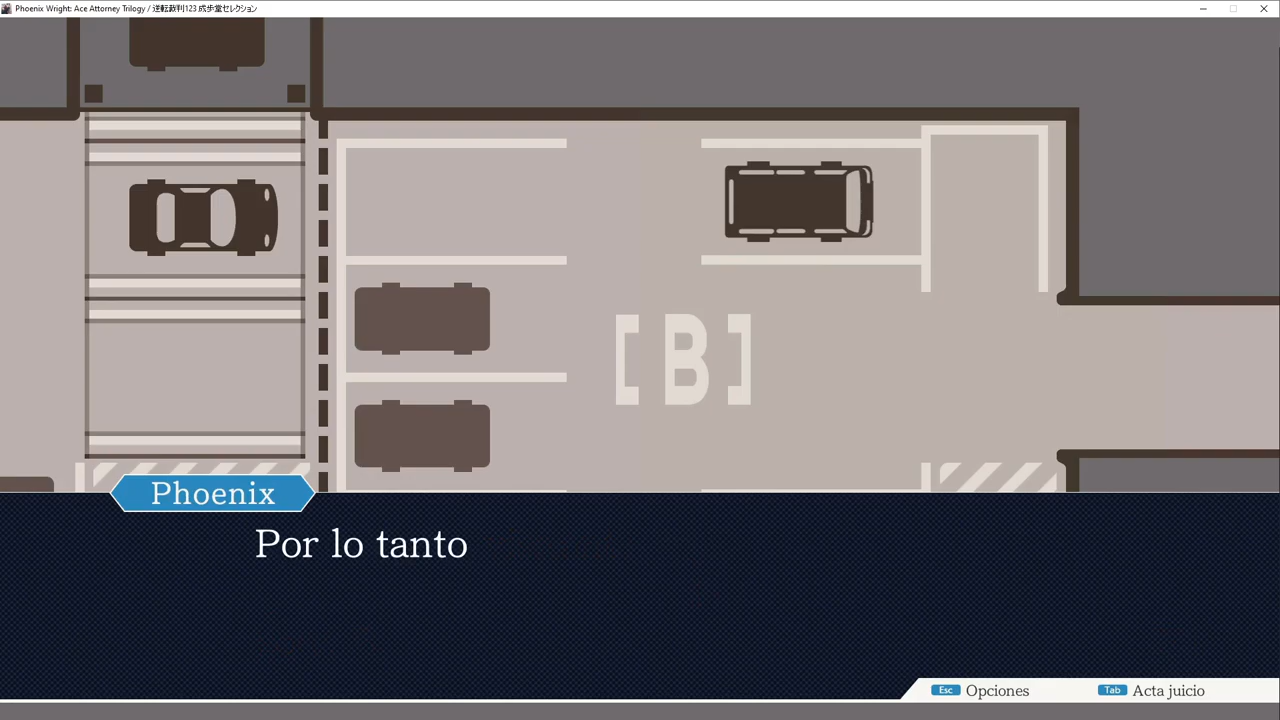 Phoenix Wright: Ace Attorney Trilogy / 逆転裁判123 成歩堂セレクション
[B]
Phoenix
Por lo tanto
Esc Opciones
Tab Acta juicio